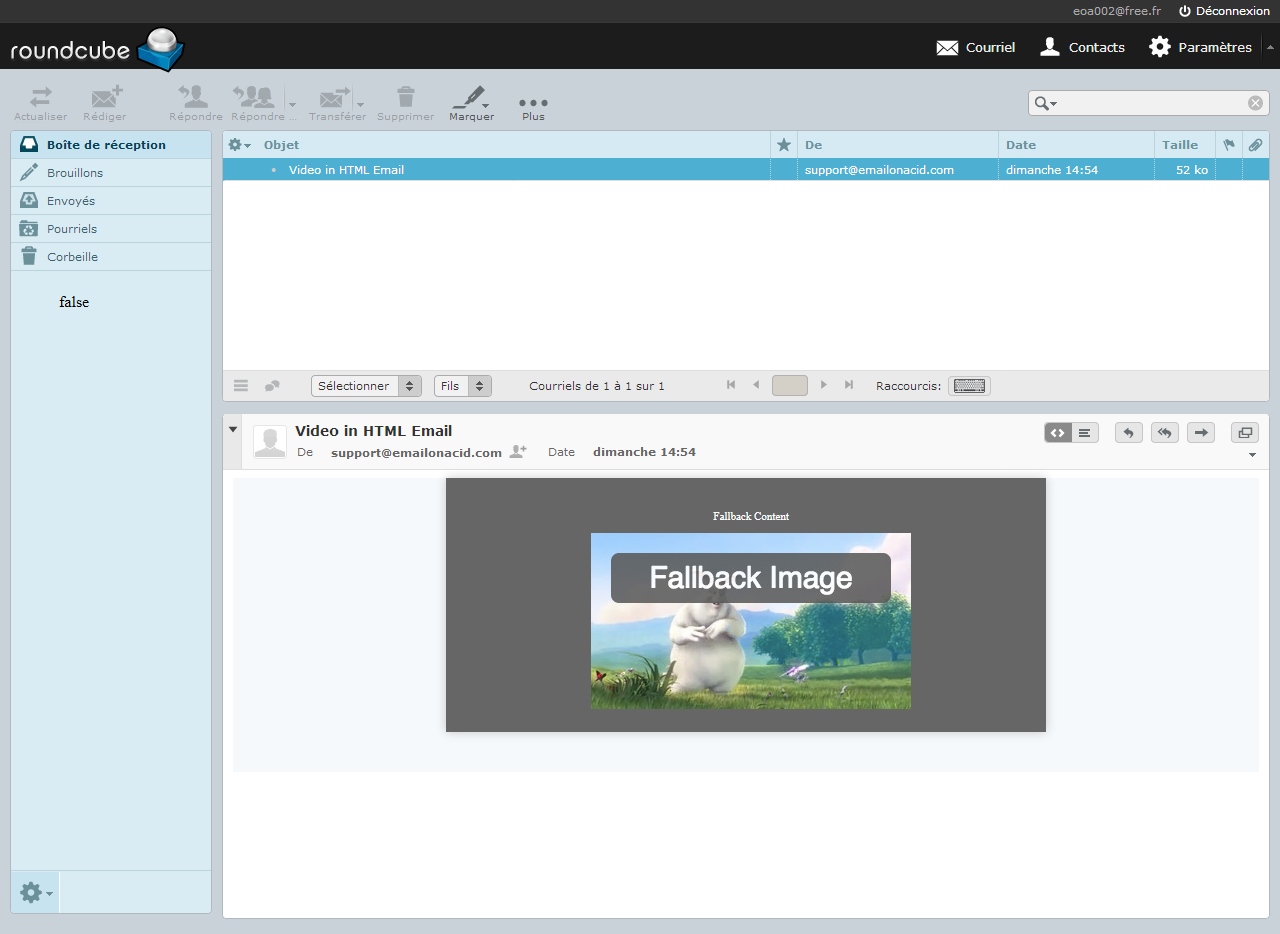 eoa002@free.fr Déconnexion
roundcube Courriel Contacts Paramètres
Actualiser Rédiger Répondre Répondre ... Transférer Supprimer Marquer Plus
Boîte de réception
Brouillons
Envoyés
Pourriels
Corbeille
false
Objet De Date Taille
Video in HTML Email support@emailonacid.com dimanche 14:54 52 ko
Sélectionner Fils Courriels de 1 à 1 sur 1 Raccourcis:
Video in HTML Email
De support@emailonacid.com Date dimanche 14:54
Fallback Content
Fallback Image